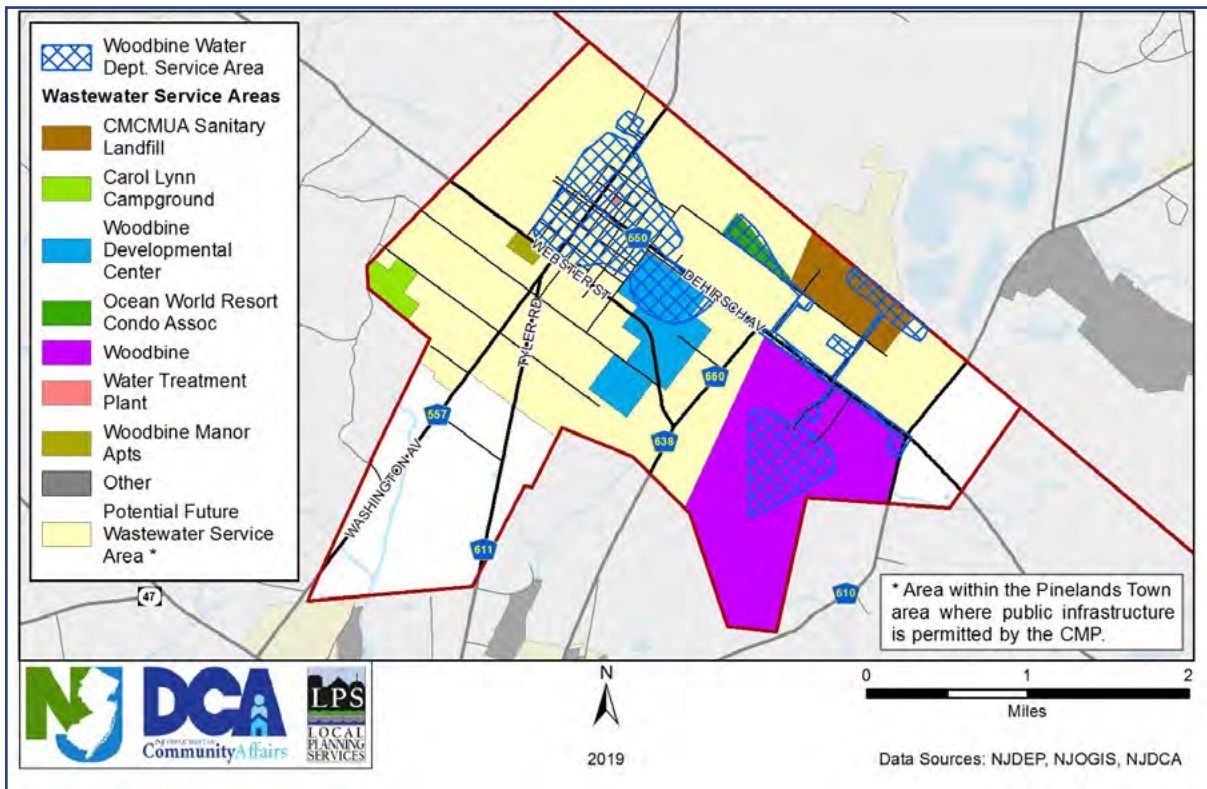 Woodbine Water
Dept. Service Area
Wastewater Service Areas
CMCMUA Sanitary
Landfill
Carol Lynn
Campground
Woodbine
Developmental
Center
Ocean World Resort
Condo Assoc
Woodbine
Water Treatment
Plant
Woodbine Manor
Apts
Other
Potential Future
Wastewater Service
Area *
550
WEBSTER ST
DEHIRSCH AV
TYLER RD
660
557
638
WASHINGTON AV
611
610
47
* Area within the Pinelands Town
area where public infrastructure
is permitted by the CMP.
NJ
DCA
Community Affairs
LPS
LOCAL
PLANNING
SERVICES
N
2019
0 1 2
Miles
Data Sources: NJDEP, NJOGIS, NJDCA